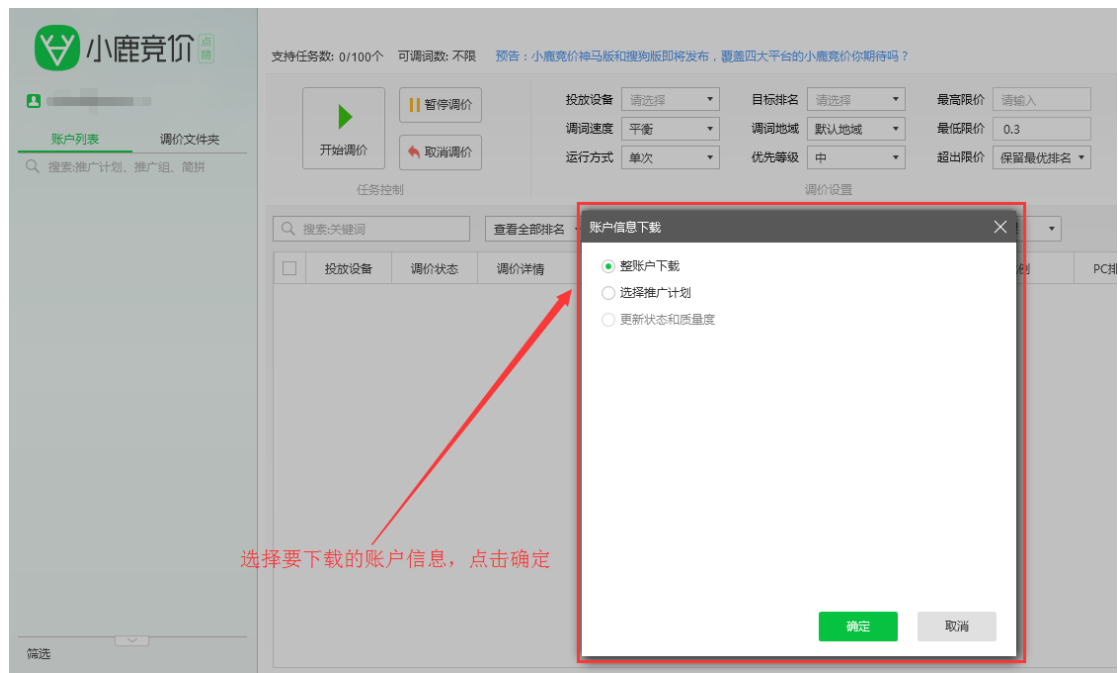 小鹿竞价 点睛
支持任务数: 0/100个 可调词数: 不限 预告：小鹿竞价神马版和搜狗版即将发布，覆盖四大平台的小鹿竞价你期待吗？
账户列表 调价文件夹
搜索:推广计划、推广组、简拼
开始调价
暂停调价
取消调价
任务控制
投放设备 请选择 目标排名 请选择 最高限价 请输入
调词速度 平衡 调词地域 默认地域 最低限价 0.3
运行方式 单次 优先等级 中 超出限价 保留最优排名
调价设置
搜索:关键词 查看全部排名
投放设备 调价状态 调价详情
账户信息下载
整账户下载
选择推广计划
更新状态和质量度
确定 取消
选择要下载的账户信息，点击确定
筛选